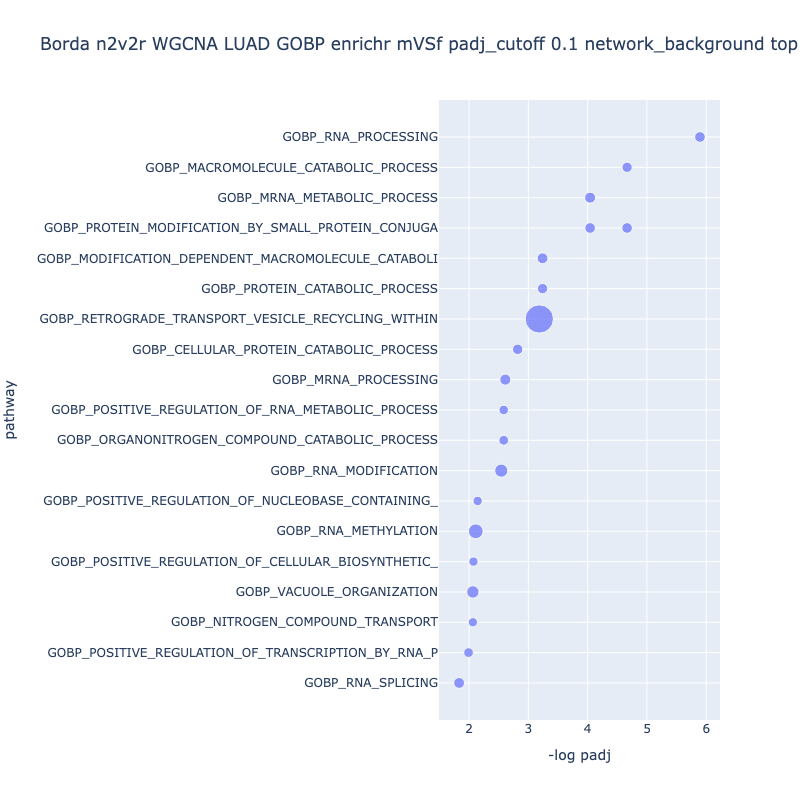 Borda n2v2r WGCNA LUAD GOBP enrichr mVSf padj_cutoff 0.1 network_background top
GOBP_RNA_PROCESSING
GOBP_MACROMOLECULE_CATABOLIC_PROCESS
GOBP_MRNA_METABOLIC_PROCESS
GOBP_PROTEIN_MODIFICATION_BY_SMALL_PROTEIN_CONJUGA
GOBP_MODIFICATION_DEPENDENT_MACROMOLECULE_CATABOLI
GOBP_PROTEIN_CATABOLIC_PROCESS
GOBP_RETROGRADE_TRANSPORT_VESICLE_RECYCLING_WITHIN
GOBP_CELLULAR_PROTEIN_CATABOLIC_PROCESS
GOBP_MRNA_PROCESSING
GOBP_POSITIVE_REGULATION_OF_RNA_METABOLIC_PROCESS
GOBP_ORGANONITROGEN_COMPOUND_CATABOLIC_PROCESS
GOBP_RNA_MODIFICATION
GOBP_POSITIVE_REGULATION_OF_NUCLEOBASE_CONTAINING_
GOBP_RNA_METHYLATION
GOBP_POSITIVE_REGULATION_OF_CELLULAR_BIOSYNTHETIC_
GOBP_VACUOLE_ORGANIZATION
GOBP_NITROGEN_COMPOUND_TRANSPORT
GOBP_POSITIVE_REGULATION_OF_TRANSCRIPTION_BY_RNA_P
GOBP_RNA_SPLICING
pathway
2 3 4 5 6
-log padj